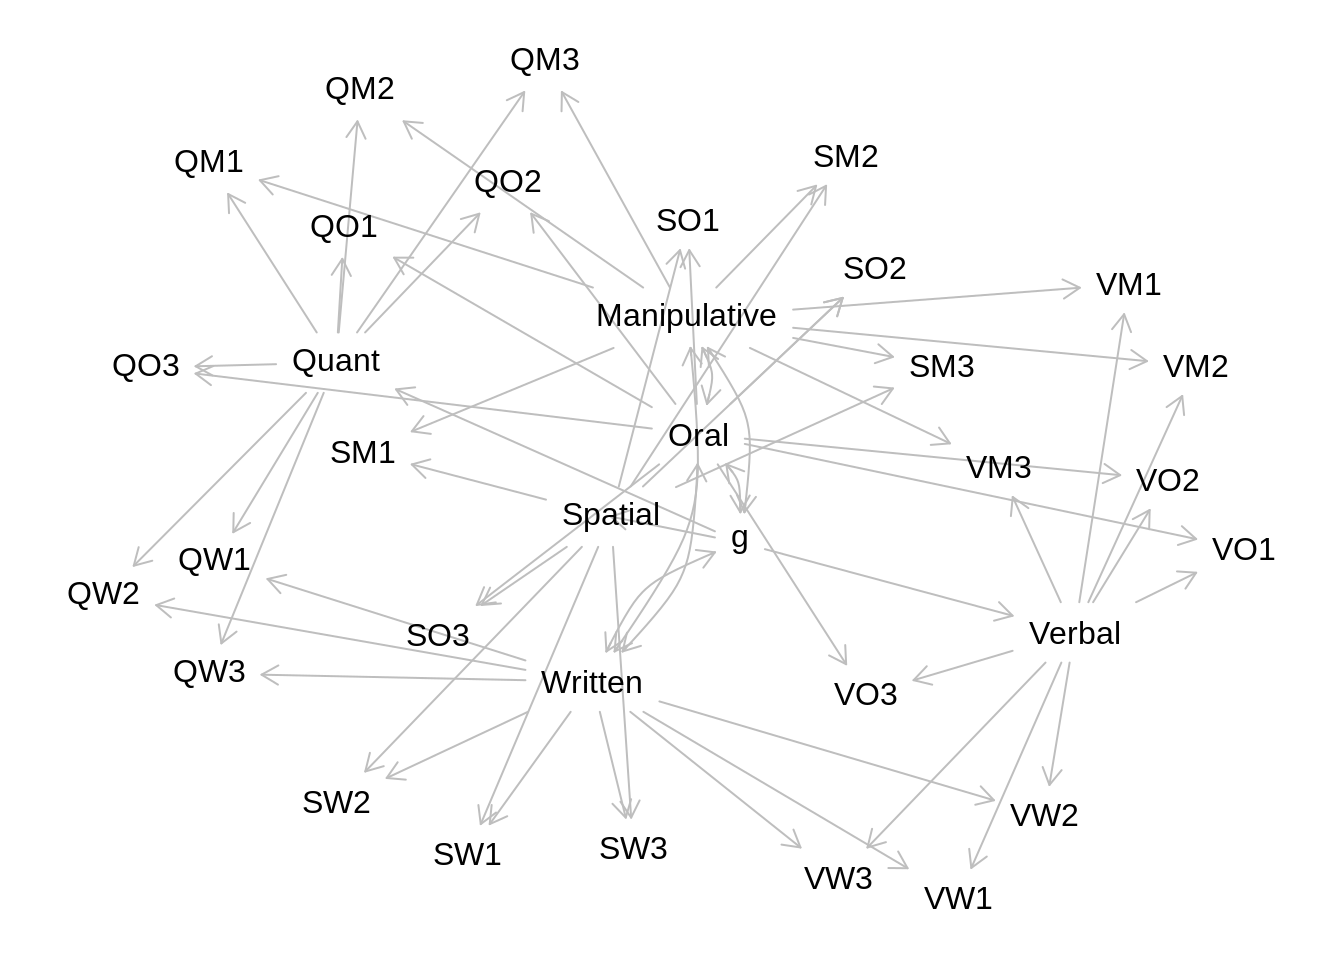 QM3
QM2
SM2
QM1
QO2
SO1
QO1
SO2
VM1
Manipulative
Quant
QO3
SM3
VM2
Oral
SM1
VM3
VO2
Spatial
g
VO1
QW1
QW2
Verbal
SO3
QW3
Written
VO3
SW2
VW2
SW3
SW1
VW3
VW1